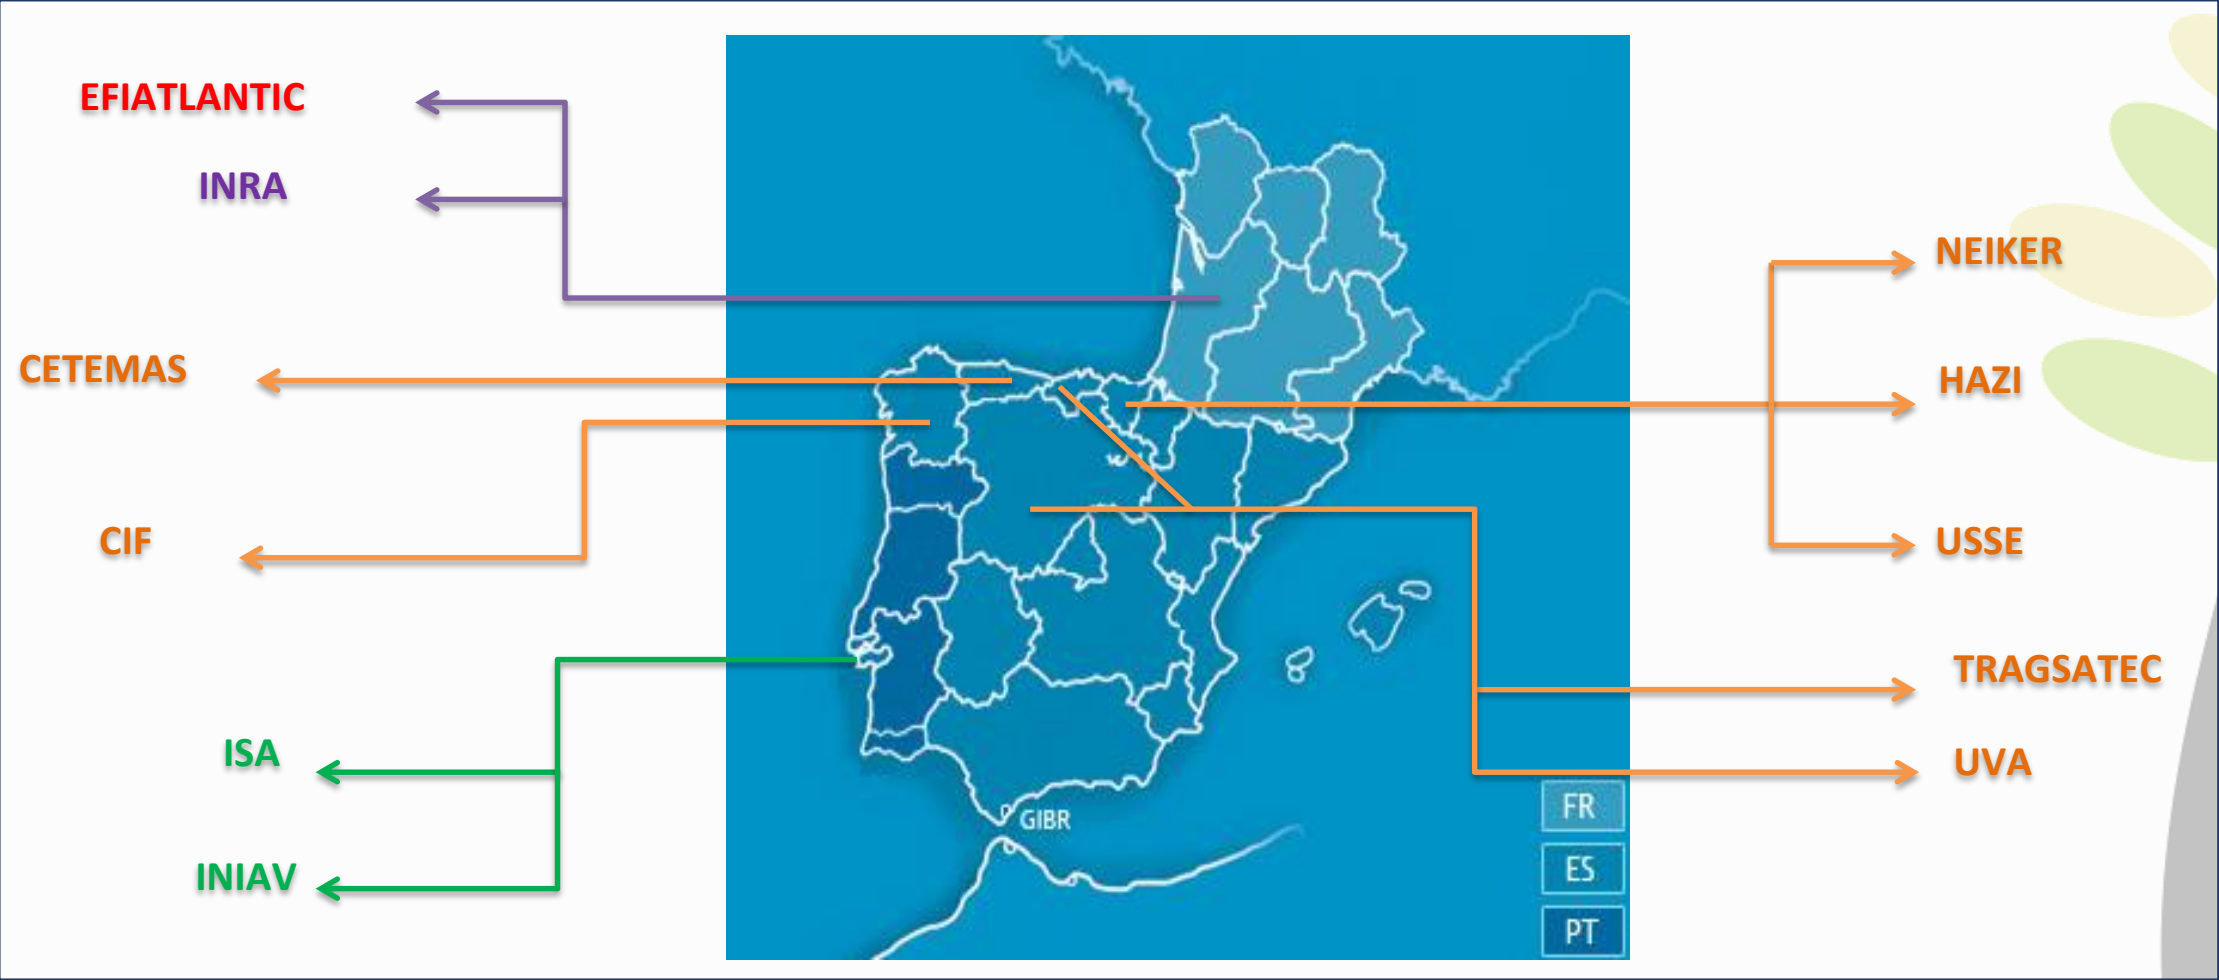 EFIATLANTIC
INRA
CETEMAS
CIF
ISA
INIAV
NEIKER
HAZI
USSE
TRAGSATEC
UVA
GIBR
FR
ES
PT